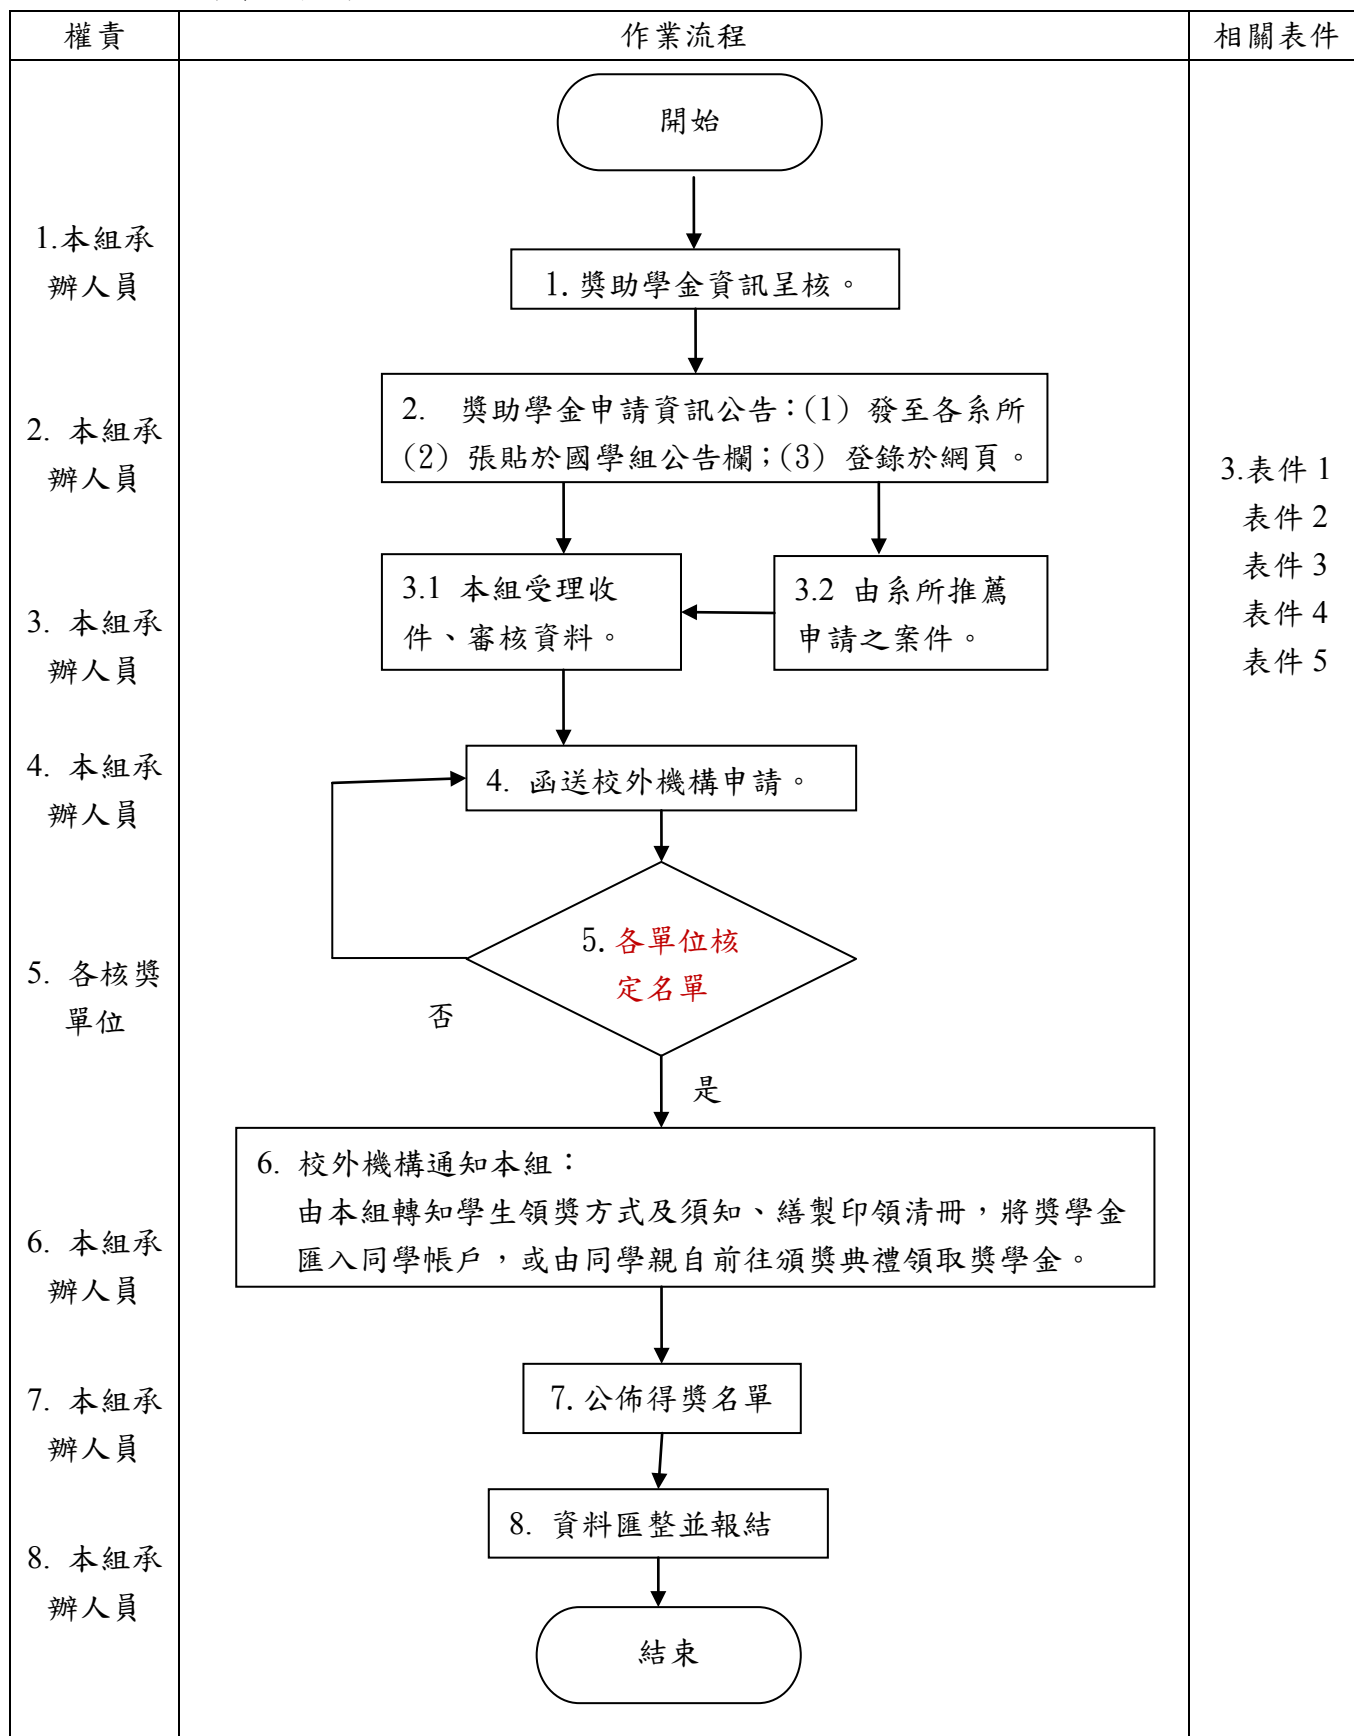 權責
作業流程
相關表件
開始
1.本組承
辦人員
1.獎助學金資訊呈核。
2. 本組承
辦人員
2. 獎助學金申請資訊公告：(1) 發至各系所
(2) 張貼於國學組公告欄；(3) 登錄於網頁。
3.表件 1
表件 2
表件 3
表件 4
表件 5
3. 本組承
辦人員
3.1 本組受理收
件、審核資料。
3.2 由系所推薦
申請之案件。
4. 本組承
辦人員
4. 函送校外機構申請。
5. 各核獎
單位
5. 各單位核
定名單
否
是
6. 本組承
辦人員
6. 校外機構通知本組：
由本組轉知學生領獎方式及須知、繕製印領清冊，將獎學金
匯入同學帳戶，或由同學親自前往頒獎典禮領取獎學金。
7. 本組承
辦人員
7.公佈得獎名單
8. 本組承
辦人員
8. 資料匯整並報結
結束